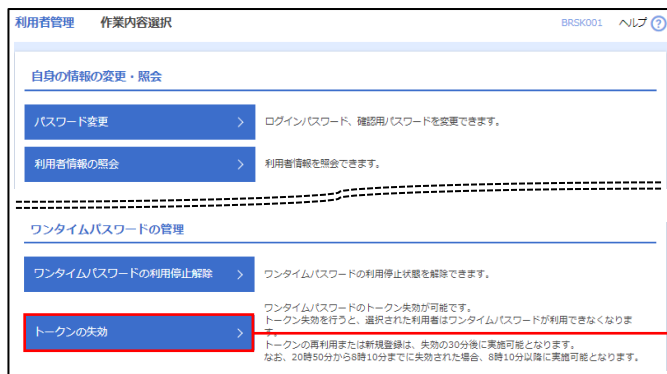 利用者管理 作業内容選択 BRSK001 ヘルプ ?
自身の情報の変更・照会
パスワード変更 ログインパスワード、確認用パスワードを変更できます。
利用者情報の照会 利用者情報を照会できます。
ワンタイムパスワードの管理
ワンタイムパスワードの利用停止解除 ワンタイムパスワードの利用停止状態を解除できます。
トークンの失効
ワンタイムパスワードのトークン失効が可能です。
トークン失効を行うと、選択された利用者はワンタイムパスワードが利用できなくなりま
す。
トークンの再利用または新規登録は、失効の30分後に実施可能となります。
なお、20時50分から8時10分までに失効された場合、8時10分以降に実施可能となります。